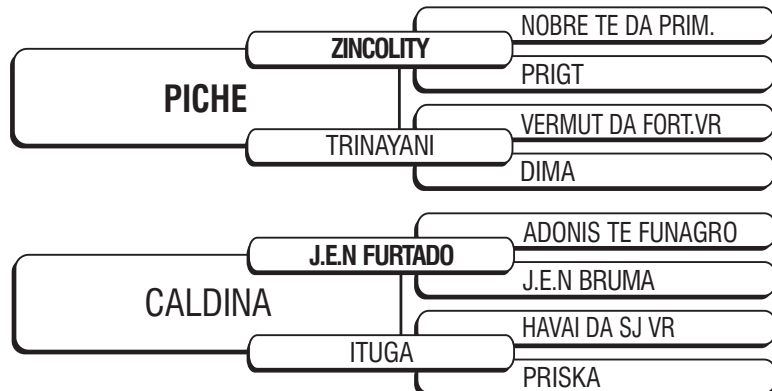 NOBRE TE DA PRIM.
ZINCOLITY
PRIGT
PICHE
VERMUT DA FORT.VR
TRINAYANI
DIMA
ADONIS TE FUNAGRO
J.E.N FURTADO
J.E.N BRUMA
CALDINA
HAVAI DA SJ VR
ITUGA
PRISKA